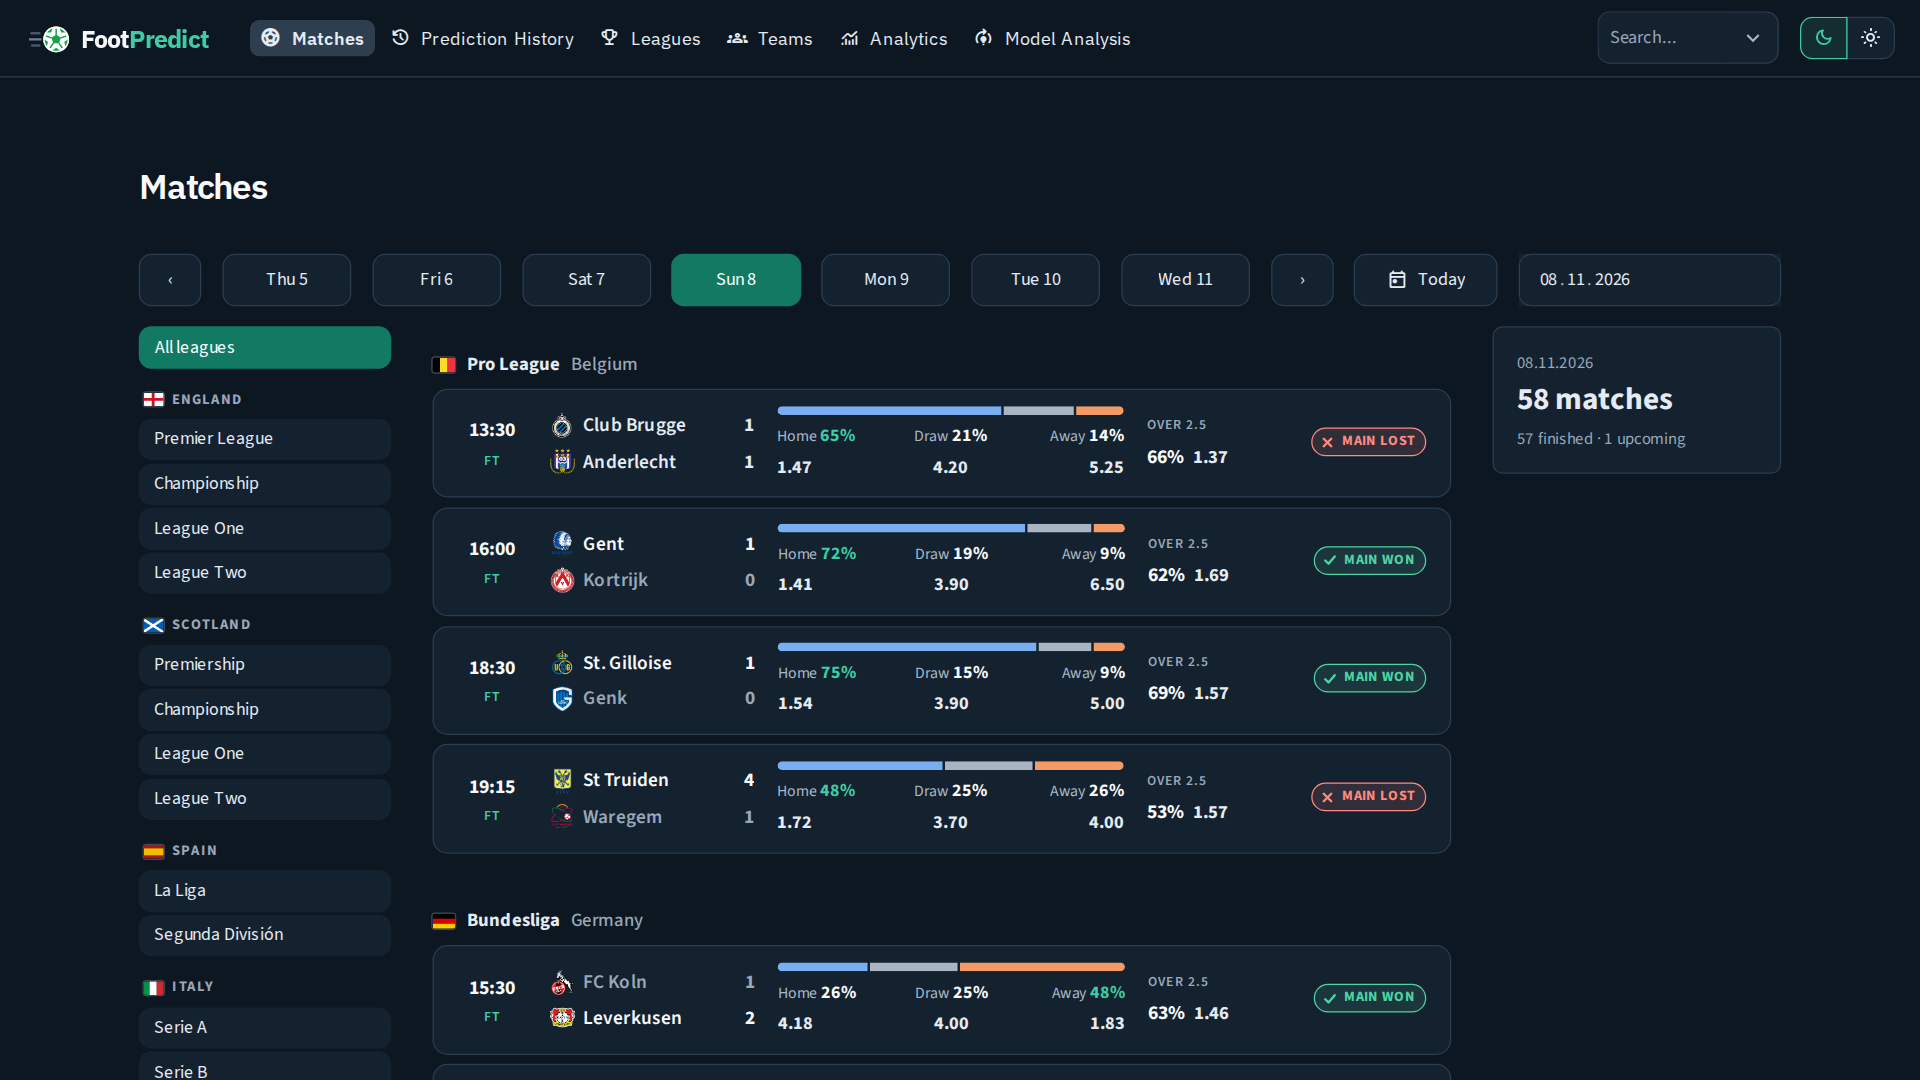 FootPredict
Matches
Prediction History
Leagues
Teams
Analytics
Model Analysis
Search...
Matches
‹
Thu 5
Fri 6
Sat 7
Sun 8
Mon 9
Tue 10
Wed 11
›
Today
08.11.2026
All leagues
ENGLAND
Premier League
Championship
League One
League Two
SCOTLAND
Premiership
Championship
League One
League Two
SPAIN
La Liga
Segunda División
ITALY
Serie A
Serie B
Pro League Belgium
13:30
FT
Club Brugge 1
Anderlecht 1
Home 65% Draw 21% Away 14%
1.47 4.20 5.25
OVER 2.5
66% 1.37
MAIN LOST
16:00
FT
Gent 1
Kortrijk 0
Home 72% Draw 19% Away 9%
1.41 3.90 6.50
OVER 2.5
62% 1.69
MAIN WON
18:30
FT
St. Gilloise 1
Genk 0
Home 75% Draw 15% Away 9%
1.54 3.90 5.00
OVER 2.5
69% 1.57
MAIN WON
19:15
FT
St Truiden 4
Waregem 1
Home 48% Draw 25% Away 26%
1.72 3.70 4.00
OVER 2.5
53% 1.57
MAIN LOST
Bundesliga Germany
15:30
FT
FC Koln 1
Leverkusen 2
Home 26% Draw 25% Away 48%
4.18 4.00 1.83
OVER 2.5
63% 1.46
MAIN WON
08.11.2026
58 matches
57 finished · 1 upcoming